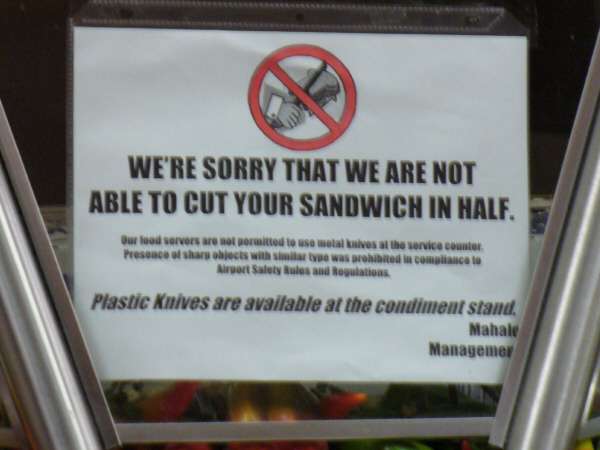 WE'RE SORRY THAT WE ARE NOT
ABLE TO CUT YOUR SANDWICH IN HALF.
Our food servers are not permitted to use metal knives at the service counter.
Presence of sharp objects with similar type was prohibited in compliance to
Airport Safety Rules and Regulations.
Plastic Knives are available at the condiment stand.
Mahalo
Managemen